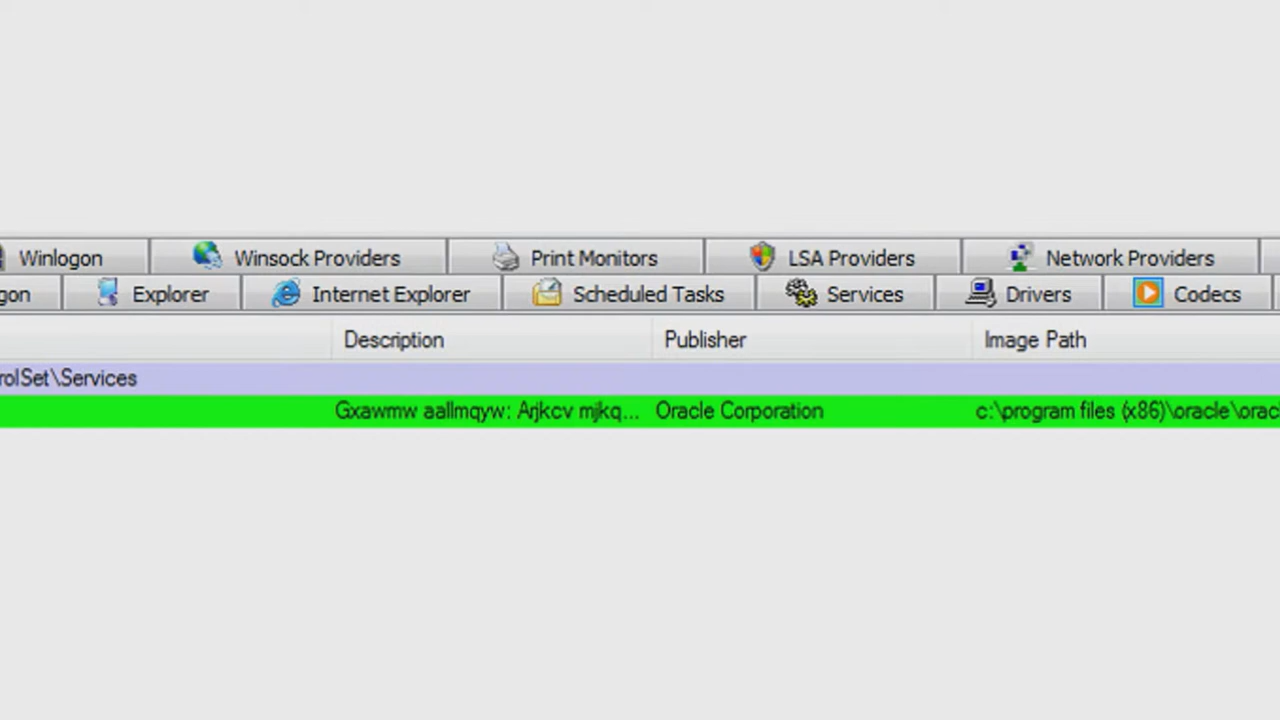 Winlogon Winsock Providers Print Monitors LSA Providers Network Providers
gon Explorer Internet Explorer Scheduled Tasks Services Drivers Codecs
Description Publisher Image Path
rolSet\Services
Gxawmw aallmqyw: Arjkcv mjkq... Oracle Corporation c:\program files (x86)\oracle\orac